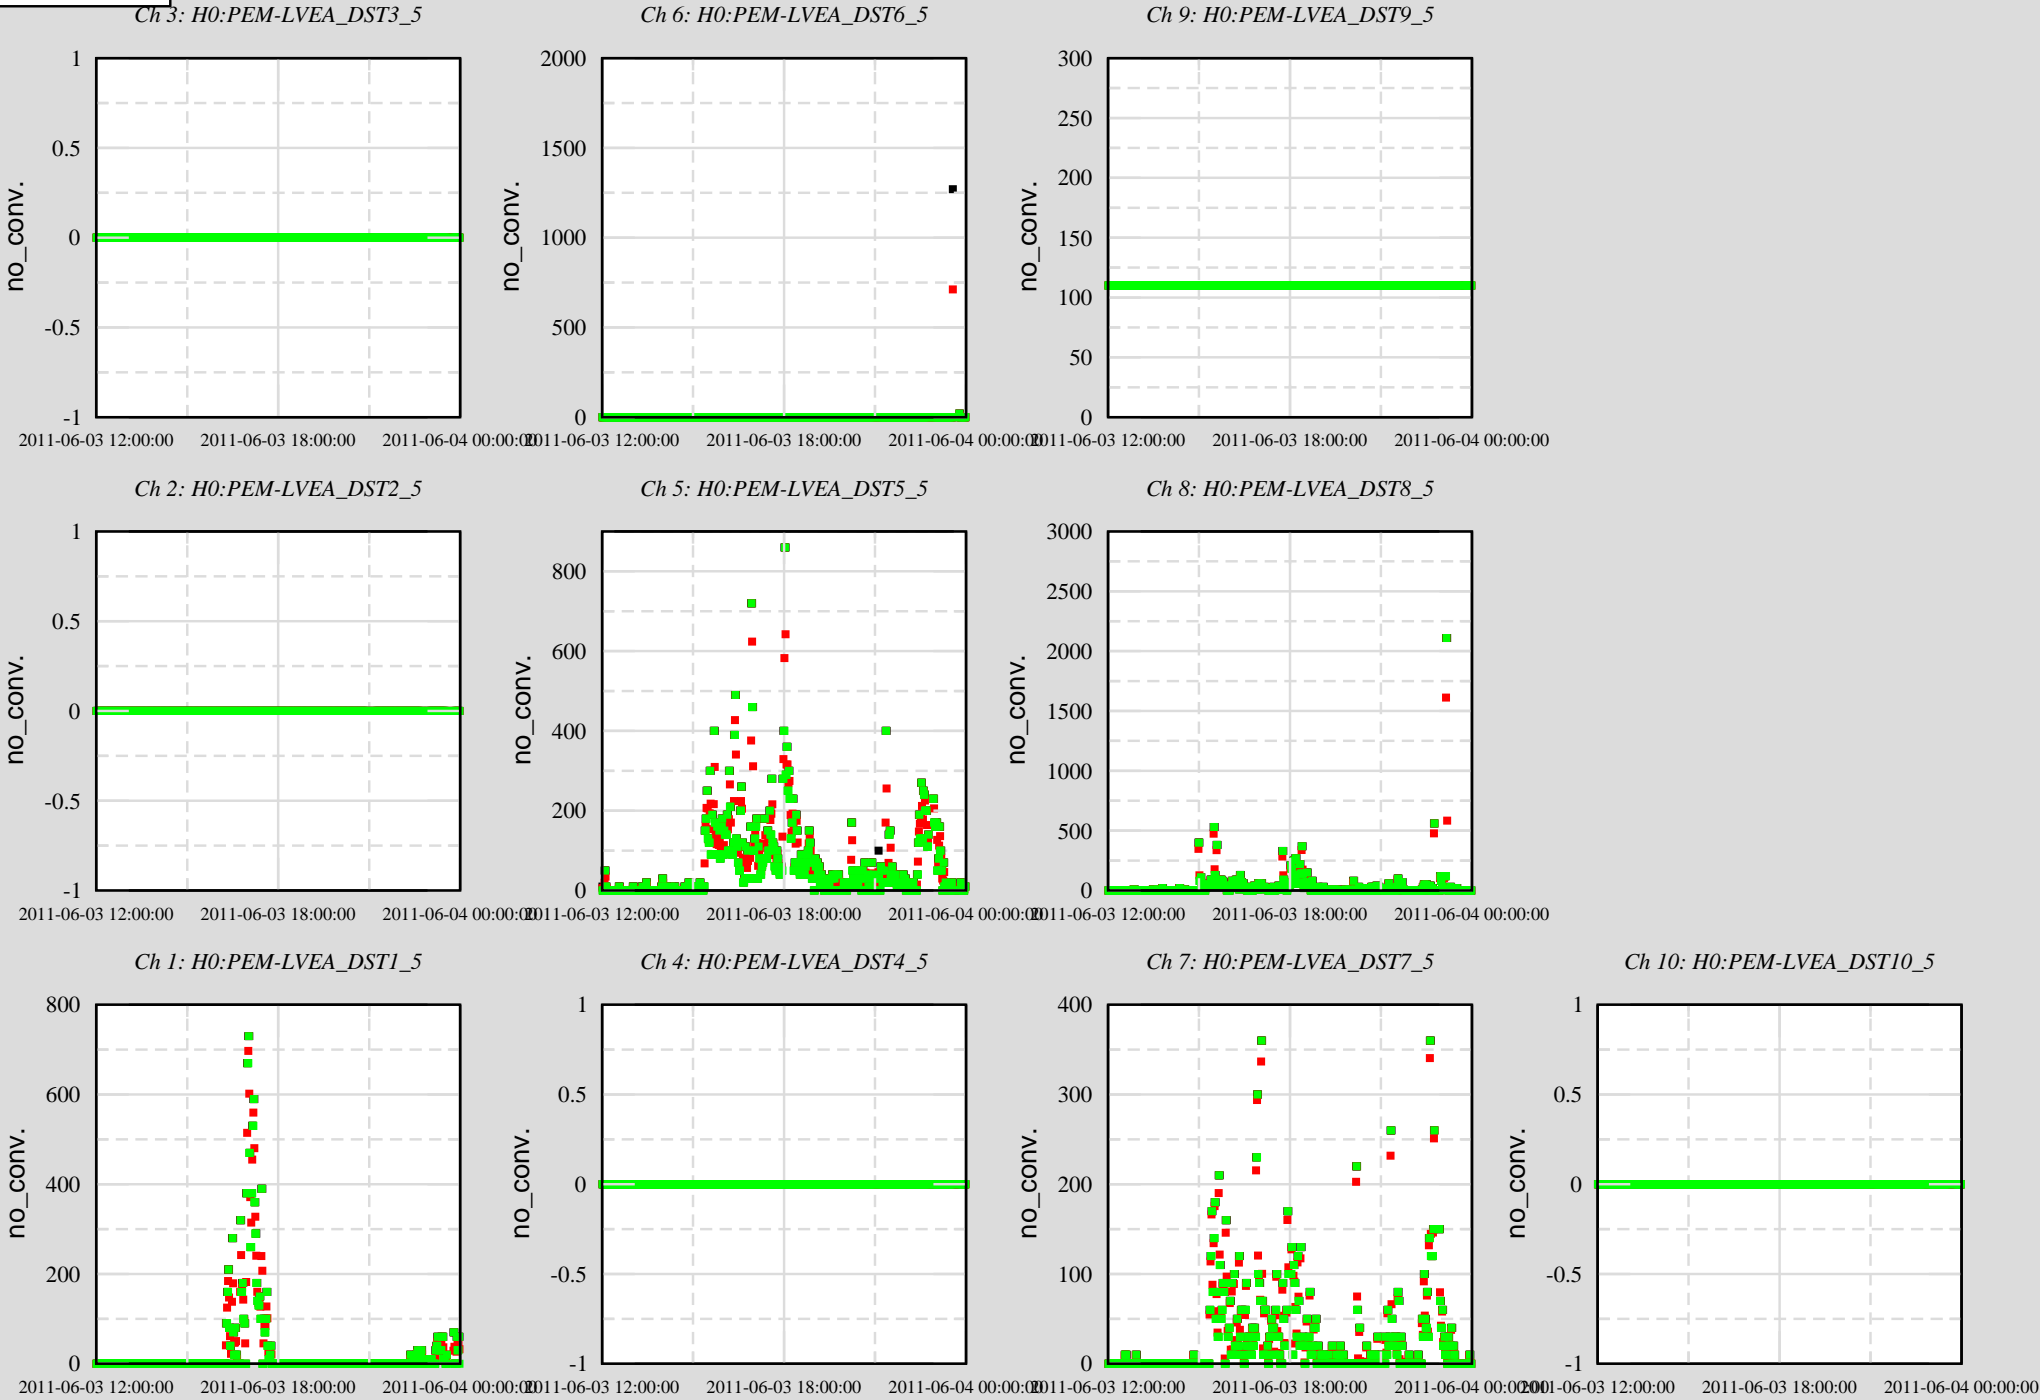 Ch 3: H0:PEM-LVEA_DST3_5
Ch 6: H0:PEM-LVEA_DST6_5
Ch 9: H0:PEM-LVEA_DST9_5
no_conv.
1
0.5
0
-0.5
-1
2011-06-03 12:00:00 2011-06-03 18:00:00 2011-06-04 00:00:00
no_conv.
2000
1500
1000
500
0
2011-06-03 12:00:00 2011-06-03 18:00:00 2011-06-04 00:00:00
no_conv.
300
250
200
150
100
50
0
2011-06-03 12:00:00 2011-06-03 18:00:00 2011-06-04 00:00:00
Ch 2: H0:PEM-LVEA_DST2_5
Ch 5: H0:PEM-LVEA_DST5_5
Ch 8: H0:PEM-LVEA_DST8_5
no_conv.
1
0.5
0
-0.5
-1
2011-06-03 12:00:00 2011-06-03 18:00:00 2011-06-04 00:00:00
no_conv.
800
600
400
200
0
2011-06-03 12:00:00 2011-06-03 18:00:00 2011-06-04 00:00:00
no_conv.
3000
2500
2000
1500
1000
500
0
2011-06-03 12:00:00 2011-06-03 18:00:00 2011-06-04 00:00:00
Ch 1: H0:PEM-LVEA_DST1_5
Ch 4: H0:PEM-LVEA_DST4_5
Ch 7: H0:PEM-LVEA_DST7_5
Ch 10: H0:PEM-LVEA_DST10_5
no_conv.
800
600
400
200
0
2011-06-03 12:00:00 2011-06-03 18:00:00 2011-06-04 00:00:00
no_conv.
1
0.5
0
-0.5
-1
2011-06-03 12:00:00 2011-06-03 18:00:00 2011-06-04 00:00:00
no_conv.
400
300
200
100
0
2011-06-03 12:00:00 2011-06-03 18:00:00 2011-06-04 00:00:00
no_conv.
1
0.5
0
-0.5
-1
2011-06-03 12:00:00 2011-06-03 18:00:00 2011-06-04 00:00:00